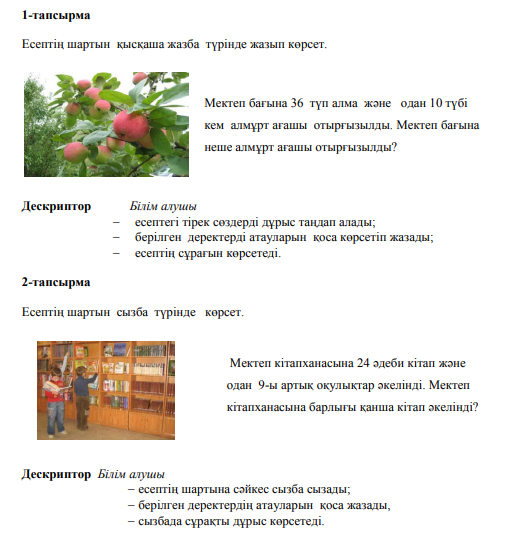 1-тапсырма
Есептің шартын қысқаша жазба түрінде жазып көрсет.
Мектеп бағына 36 түп алма және одан 10 түбі
кем алмұрт ағашы отырғызылды. Мектеп бағына
неше алмұрт ағашы отырғызылды?
Дескриптор Білім алушы
– есептегі тірек сөздерді дұрыс таңдап алады;
– берілген деректерді атауларын қоса көрсетіп жазады;
– есептің сұрағын көрсетеді.
2-тапсырма
Есептің шартын сызба түрінде көрсет.
Мектеп кітапханасына 24 әдеби кітап және
одан 9-ы артық оқулықтар әкелінді. Мектеп
кітапханасына барлығы қанша кітап әкелінді?
Дескриптор Білім алушы
– есептің шартына сәйкес сызба сызады;
– берілген деректердің атауларын қоса жазады,
– сызбада сұрақты дұрыс көрсетеді.